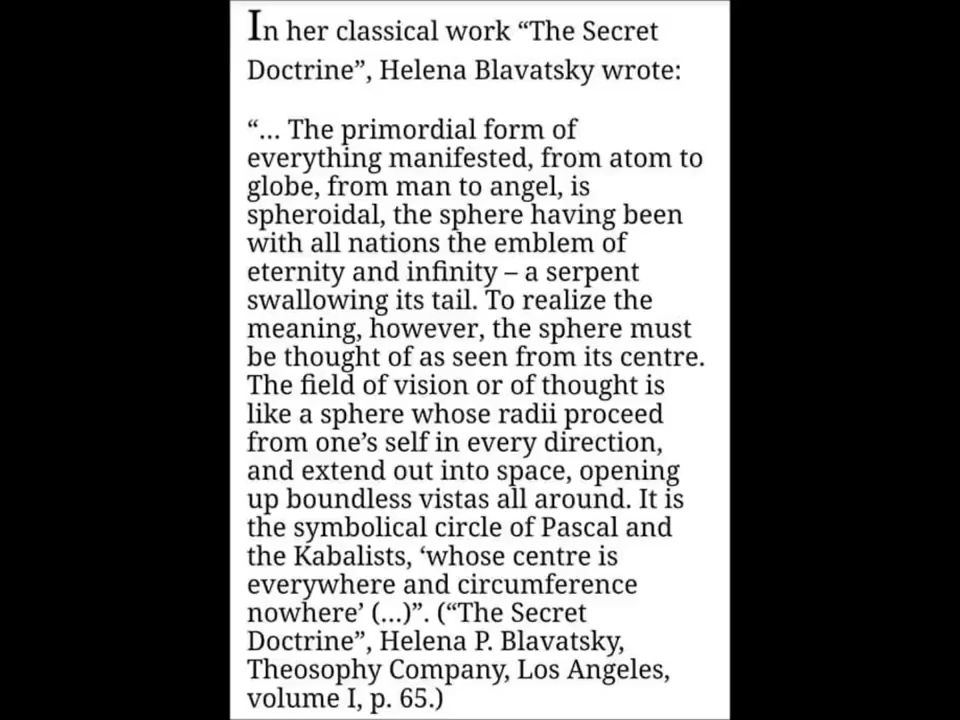 In her classical work “The Secret
Doctrine”, Helena Blavatsky wrote:
“... The primordial form of
everything manifested, from atom to
globe, from man to angel, is
spheroidal, the sphere having been
with all nations the emblem of
eternity and infinity – a serpent
swallowing its tail. To realize the
meaning, however, the sphere must
be thought of as seen from its centre.
The field of vision or of thought is
like a sphere whose radii proceed
from one’s self in every direction,
and extend out into space, opening
up boundless vistas all around. It is
the symbolical circle of Pascal and
the Kabalists, ‘whose centre is
everywhere and circumference
nowhere’ (...)”. (“The Secret
Doctrine”, Helena P. Blavatsky,
Theosophy Company, Los Angeles,
volume I, p. 65.)